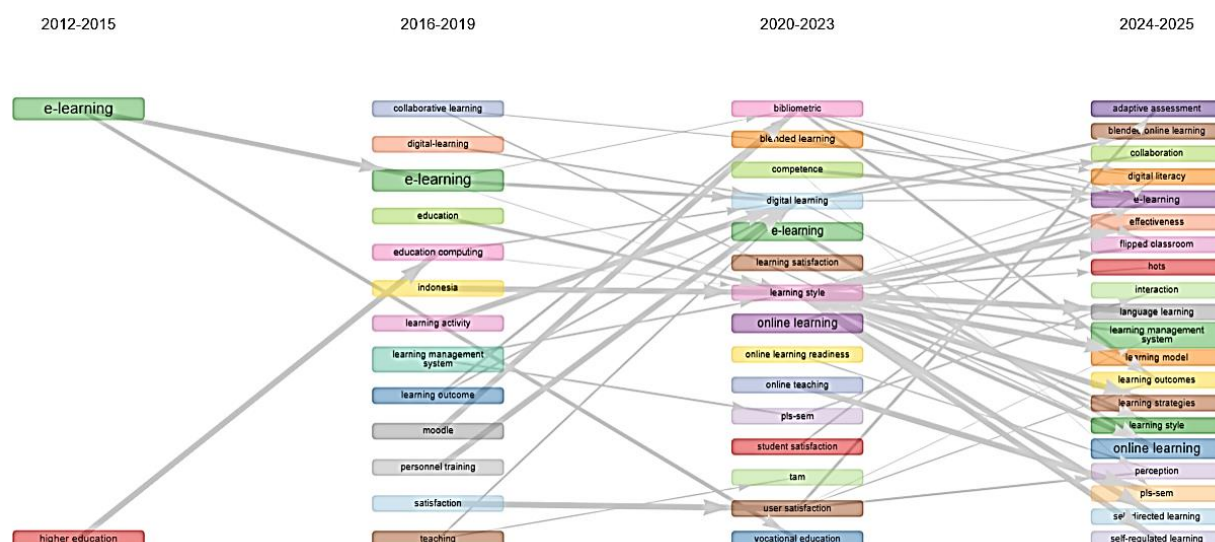 2012-2015
2016-2019
2020-2023
2024-2025
e-learning
higher education
collaborative learning
digital-learning
e-learning
education
education computing
indonesia
learning activity
learning management
system
learning outcome
moodle
personnel training
satisfaction
teaching
bibliometric
blended learning
competence
digital learning
e-learning
learning satisfaction
learning style
online learning
online learning readiness
online teaching
pls-sem
student satisfaction
tam
user satisfaction
vocational education
adaptive assessment
blended online learning
collaboration
digital literacy
e-learning
effectiveness
flipped classroom
hots
interaction
language learning
learning management
system
learning model
learning outcomes
learning strategies
learning style
online learning
perception
pls-sem
self-directed learning
self-regulated learning